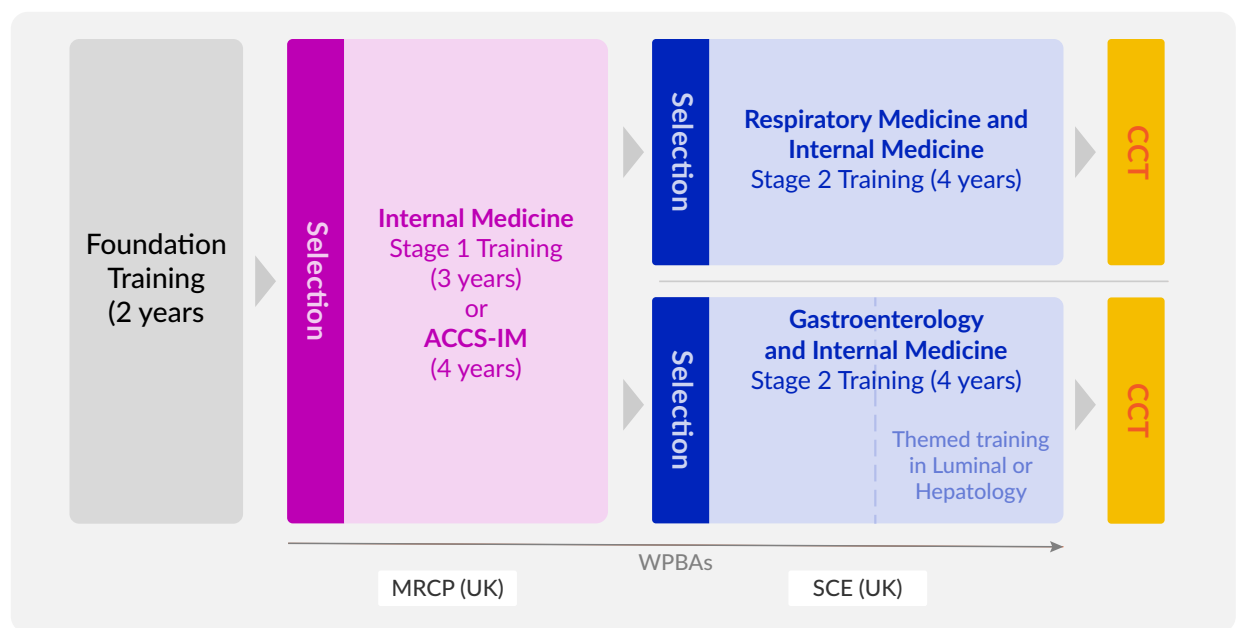 Foundation
Training
(2 years
Selection
Internal Medicine
Stage 1 Training
(3 years)
or
ACCS-IM
(4 years)
Selection
Respiratory Medicine and
Internal Medicine
Stage 2 Training (4 years)
CCT
Selection
Gastroenterology
and Internal Medicine
Stage 2 Training (4 years)
Themed training
in Luminal or
Hepatology
CCT
WPBAs
MRCP (UK)
SCE (UK)